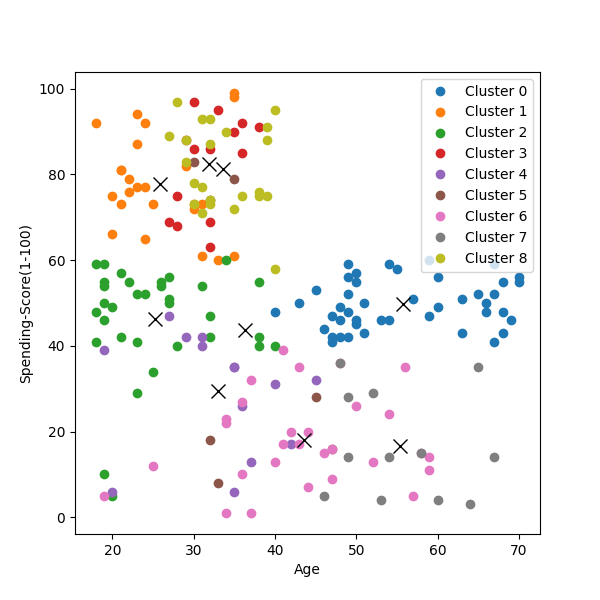 100
80
60
40
20
0
Spending-Score(1-100)
20 30 40 50 60 70
Age
Cluster 0
Cluster 1
Cluster 2
Cluster 3
Cluster 4
Cluster 5
Cluster 6
Cluster 7
Cluster 8